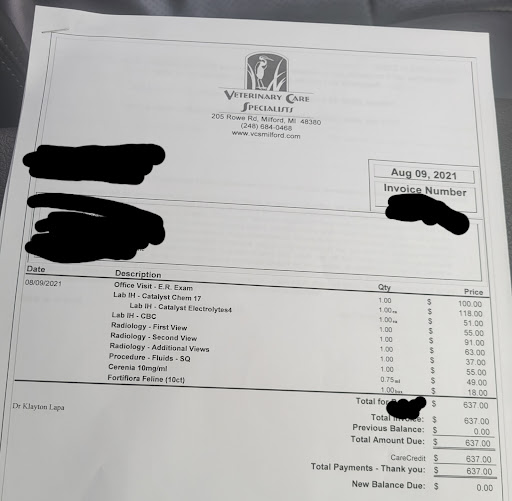 VETERINARY CARE
SPECIALISTS
205 Rowe Rd, Milford, MI 48380
(248) 684-0468
www.vcsmilford.com
Aug 09, 2021
Invoice Number
Date Description Qty Price
08/09/2021 Office Visit - E.R. Exam 1.00 $ 100.00
Lab IH - Catalyst Chem 17 1.00 $ 118.00
Lab IH - Catalyst Electrolytes4 1.00 $ 51.00
Lab IH - CBC 1.00 $ 55.00
Radiology - First View 1.00 $ 91.00
Radiology - Second View 1.00 $ 63.00
Radiology - Additional Views 1.00 $ 37.00
Procedure - Fluids - SQ 1.00 $ 55.00
Cerenia 10mg/ml 0.75 ml $ 49.00
Fortiflora Feline (10ct) 1.00 $ 18.00
Total for $ 637.00
Dr Klayton Lapa
Total $ 637.00
Previous Balance: $ 0.00
Total Amount Due: $ 637.00
CareCredit $ 637.00
Total Payments - Thank you: $ 637.00
New Balance Due: $ 0.00